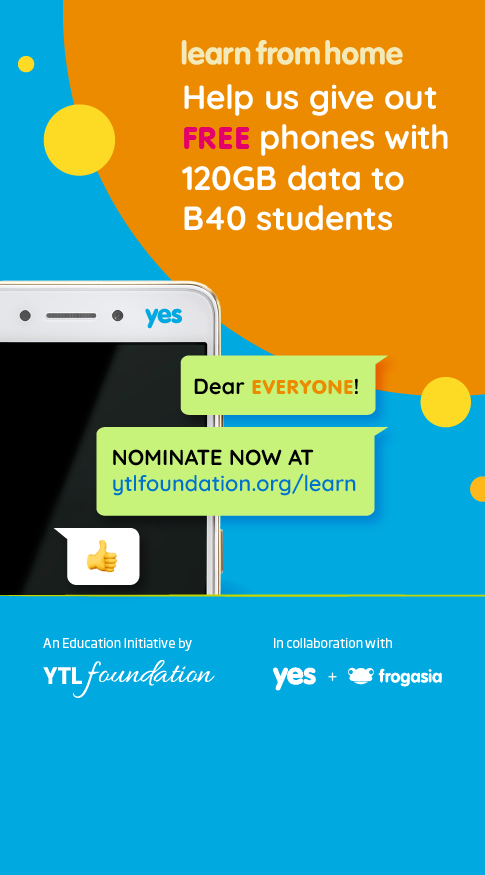 learn from home
Help us give out
FREE phones with
120GB data to
B40 students
yes
Dear EVERYONE!
NOMINATE NOW AT
ytlfoundation.org/learn
An Education Initiative by
YTL foundation
In collaboration with
yes + frogasia